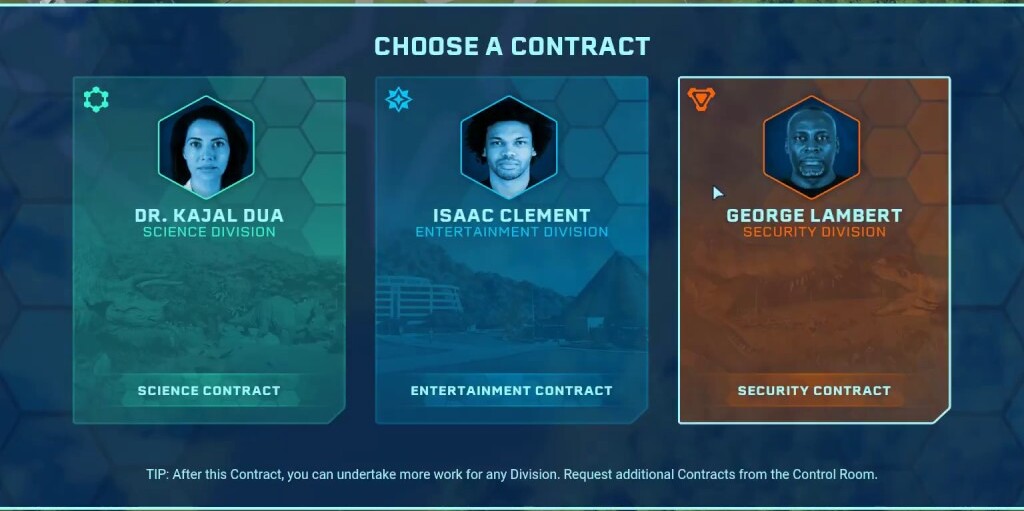 CHOOSE A CONTRACT
DR. KAJAL DUA
SCIENCE DIVISION
SCIENCE CONTRACT
ISAAC CLEMENT
ENTERTAINMENT DIVISION
ENTERTAINMENT CONTRACT
GEORGE LAMBERT
SECURITY DIVISION
SECURITY CONTRACT
TIP: After this Contract, you can undertake more work for any Division. Request additional Contracts from the Control Room.